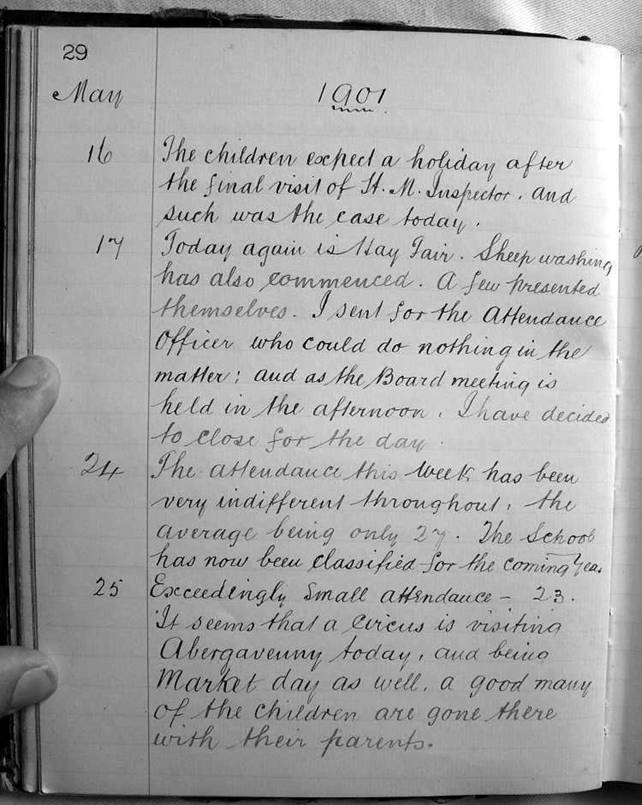 29
May 1901
16 The children expect a holiday after
the final visit of H. M. Inspector. and
such was the case today.
17 Today again is May Fair. Sheep washing
has also commenced. A few presented
themselves. I sent for the Attendance
Officer who could do nothing in the
matter; and as the Board meeting is
held in the afternoon. I have decided
to close for the day.
24 The attendance this week has been
very indifferent throughout, the
average being only 27. The School
has now been classified for the coming Year
25 Exceedingly small attendance – 23.
It seems that a Circus is visiting
Abergavenny today, and being
Market day as well, a good many
of the children are gone there
with their parents.